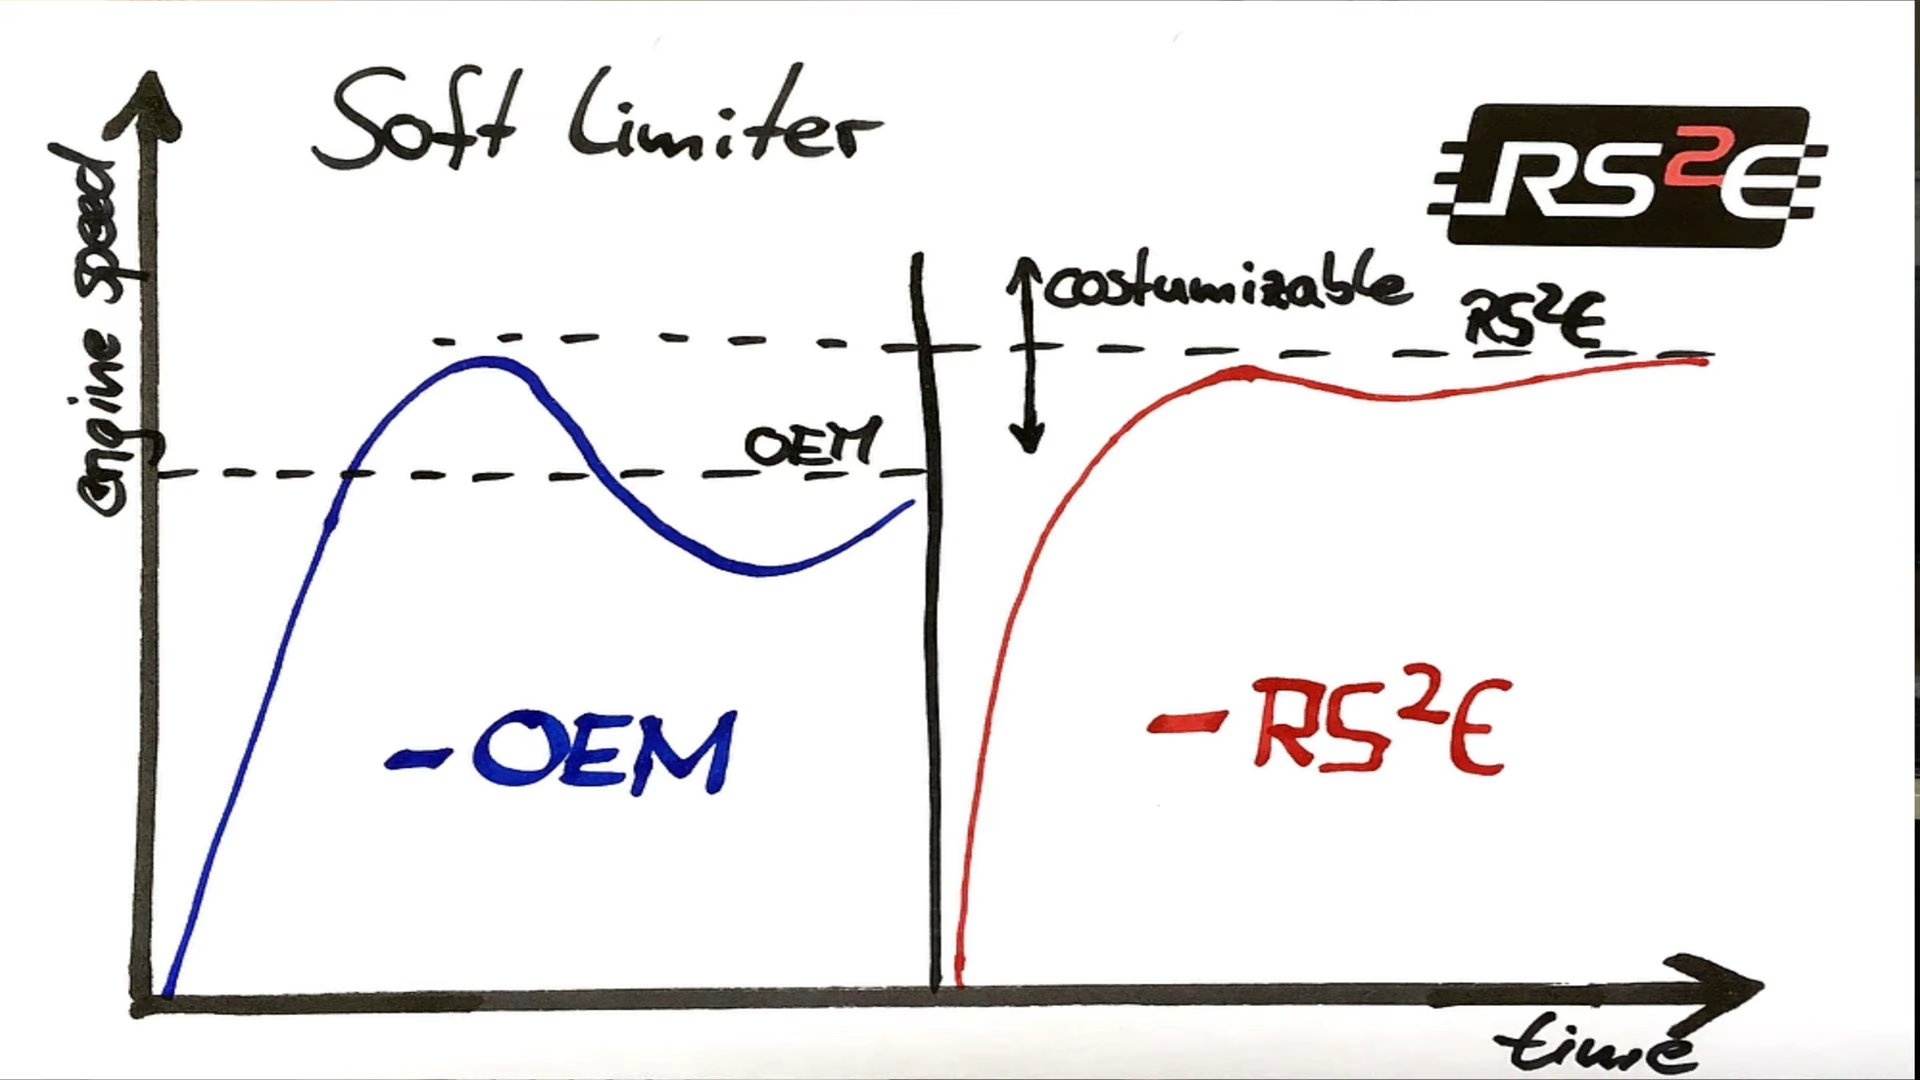 Soft Limiter
RS²E
engine speed
costumizable
RS²E
OEM
-OEM
-RS²E
time